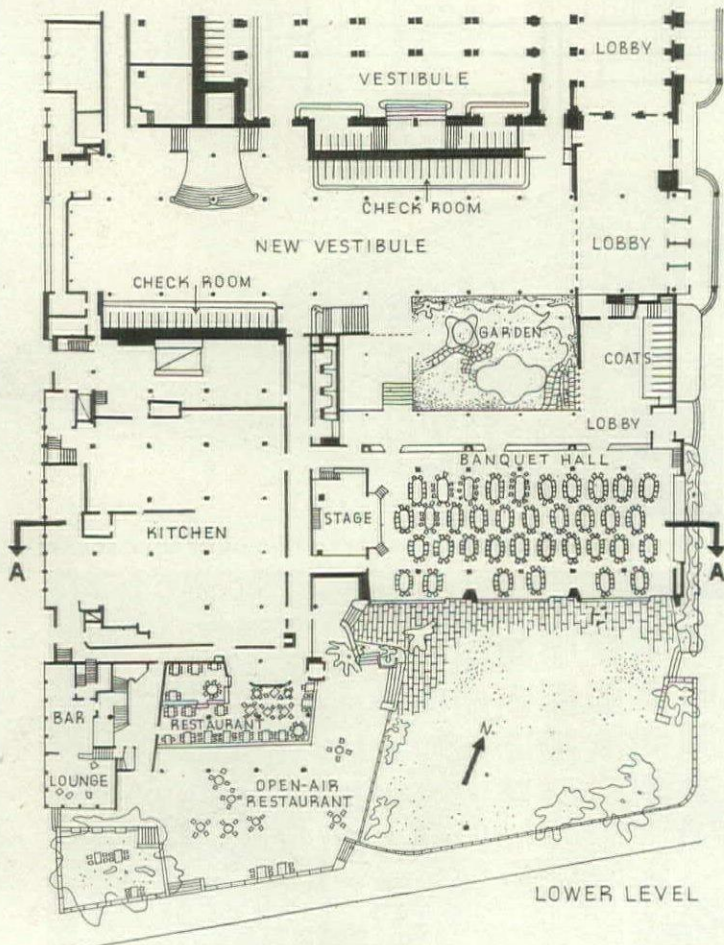 LOBBY
VESTIBULE
CHECK ROOM
NEW VESTIBULE
LOBBY
CHECK ROOM
GARDEN
COATS
LOBBY
BANQUET HALL
STAGE
KITCHEN
A
A
BAR
RESTAURANT
N.
LOUNGE
OPEN-AIR
RESTAURANT
LOWER LEVEL